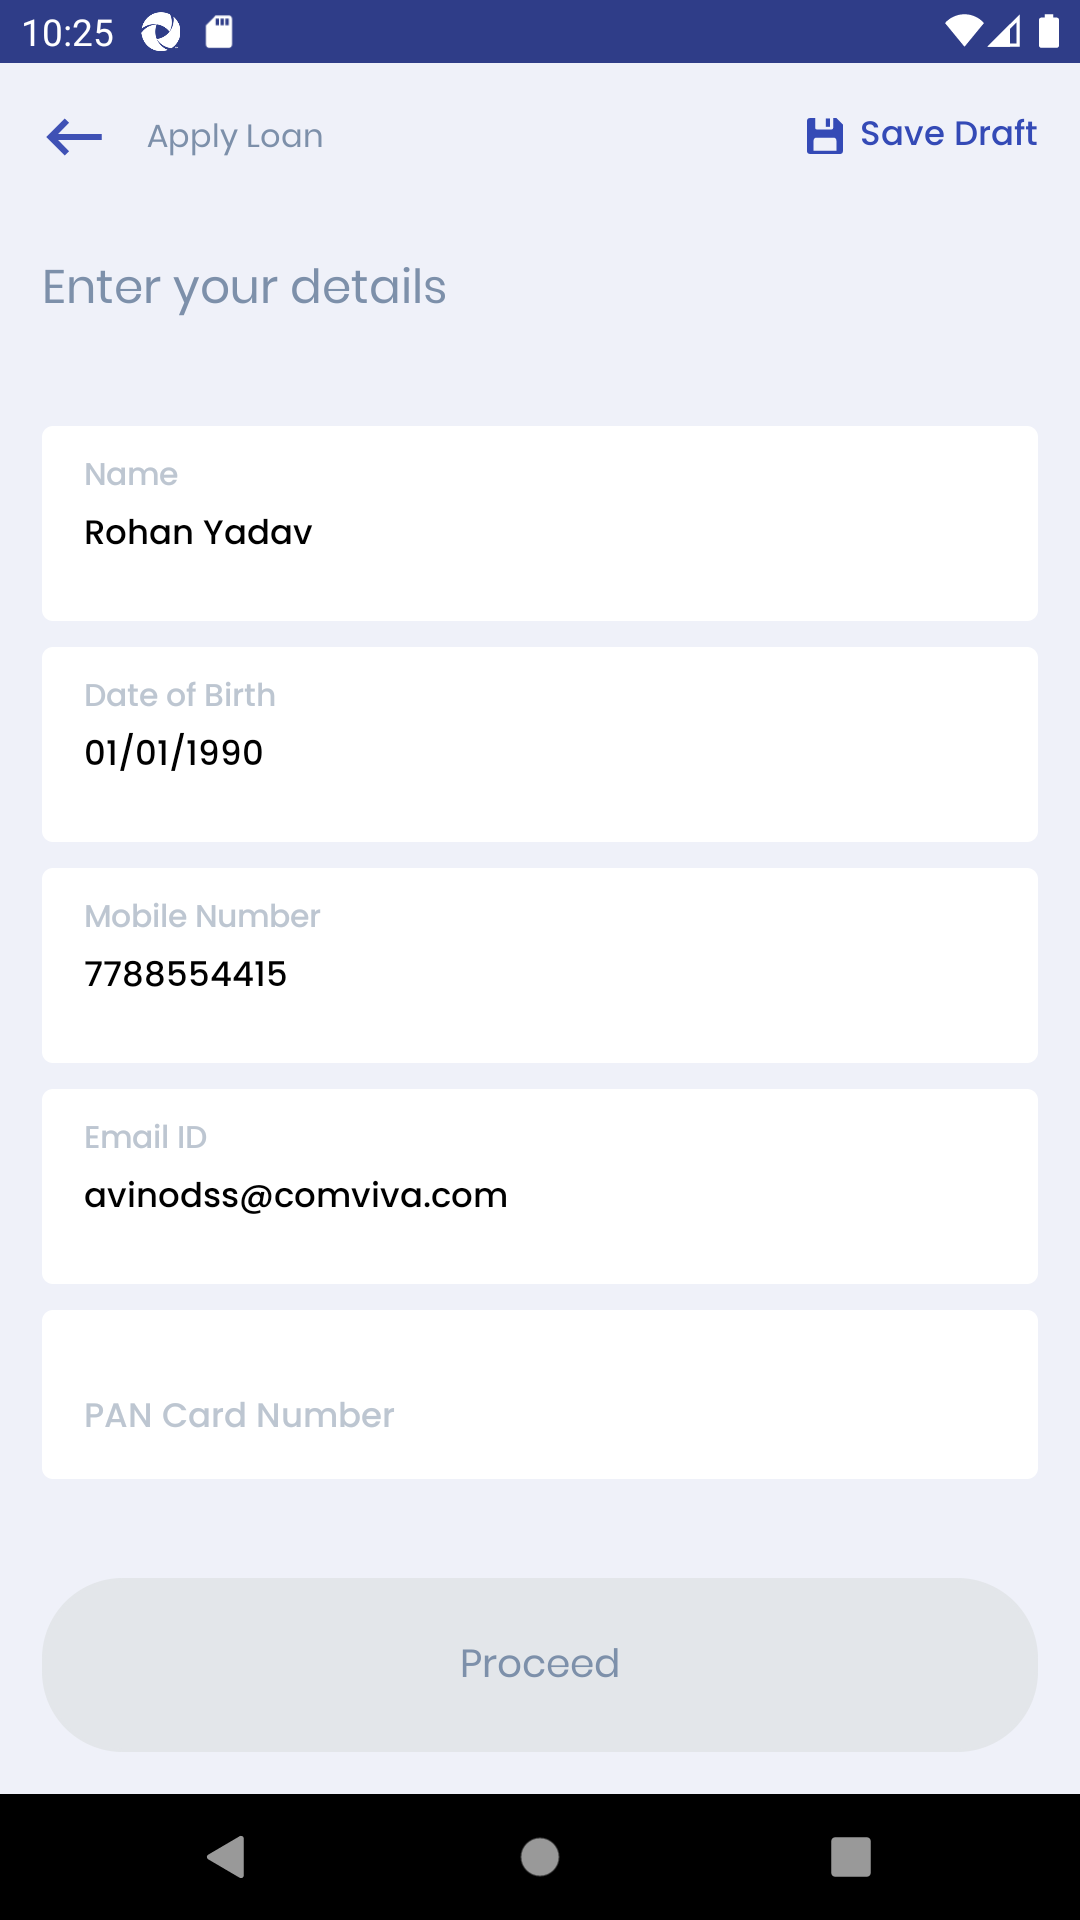 10:25
Apply Loan
Save Draft
Enter your details
Name
Rohan Yadav
Date of Birth
01/01/1990
Mobile Number
7788554415
Email ID
avinodss@comviva.com
PAN Card Number
Proceed